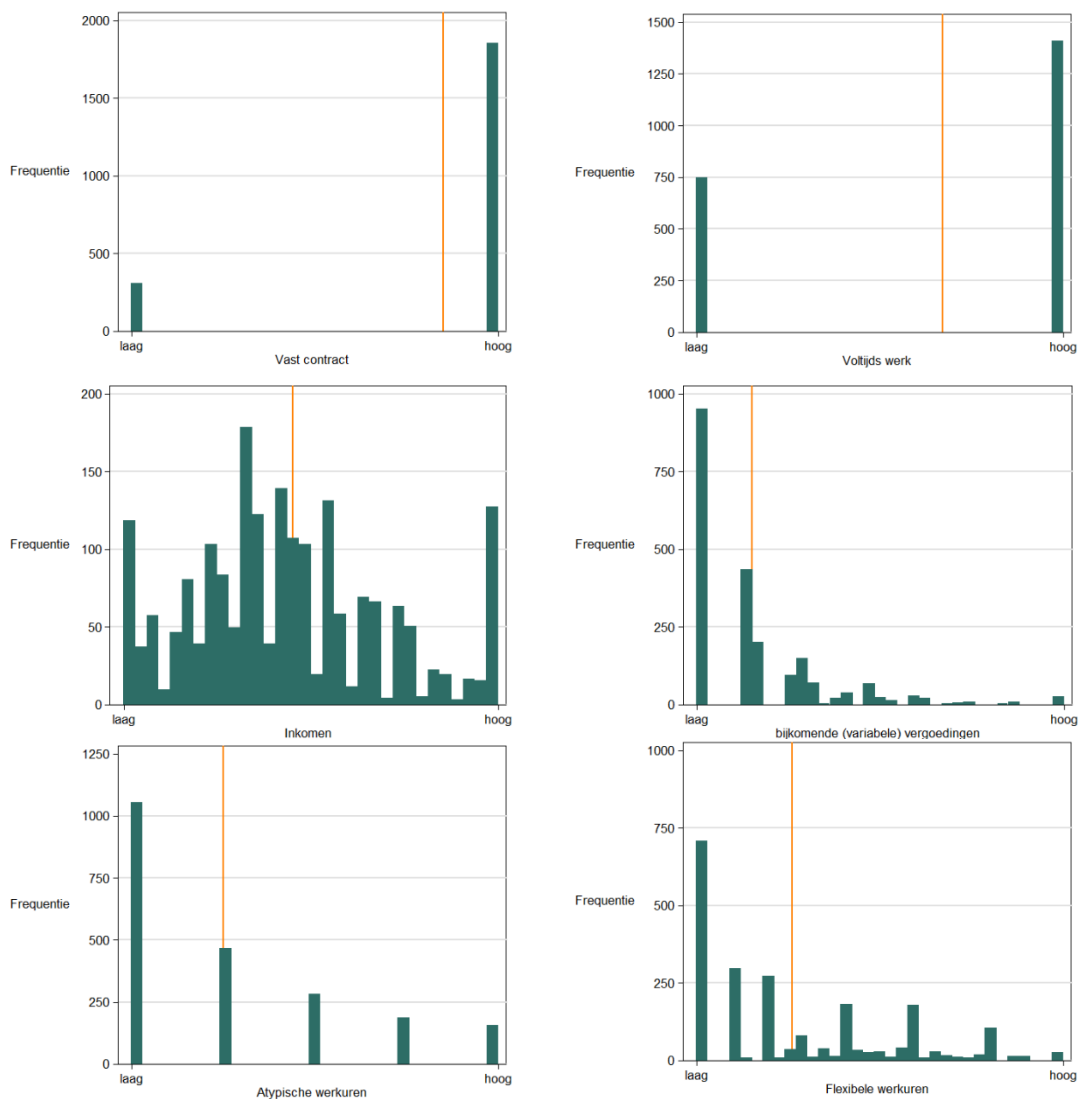 2000
1500
1000
500
0
Frequentie
laag
hoog
Vast contract
1500
1250
1000
750
500
250
0
Frequentie
laag
hoog
Voltijds werk
200
150
100
50
0
Frequentie
laag
hoog
Inkomen
1000
750
500
250
0
Frequentie
laag
hoog
bijkomende (variabele) vergoedingen
1250
1000
750
500
250
0
Frequentie
laag
hoog
Atypische werkuren
1000
750
500
250
0
Frequentie
laag
hoog
Flexibele werkuren